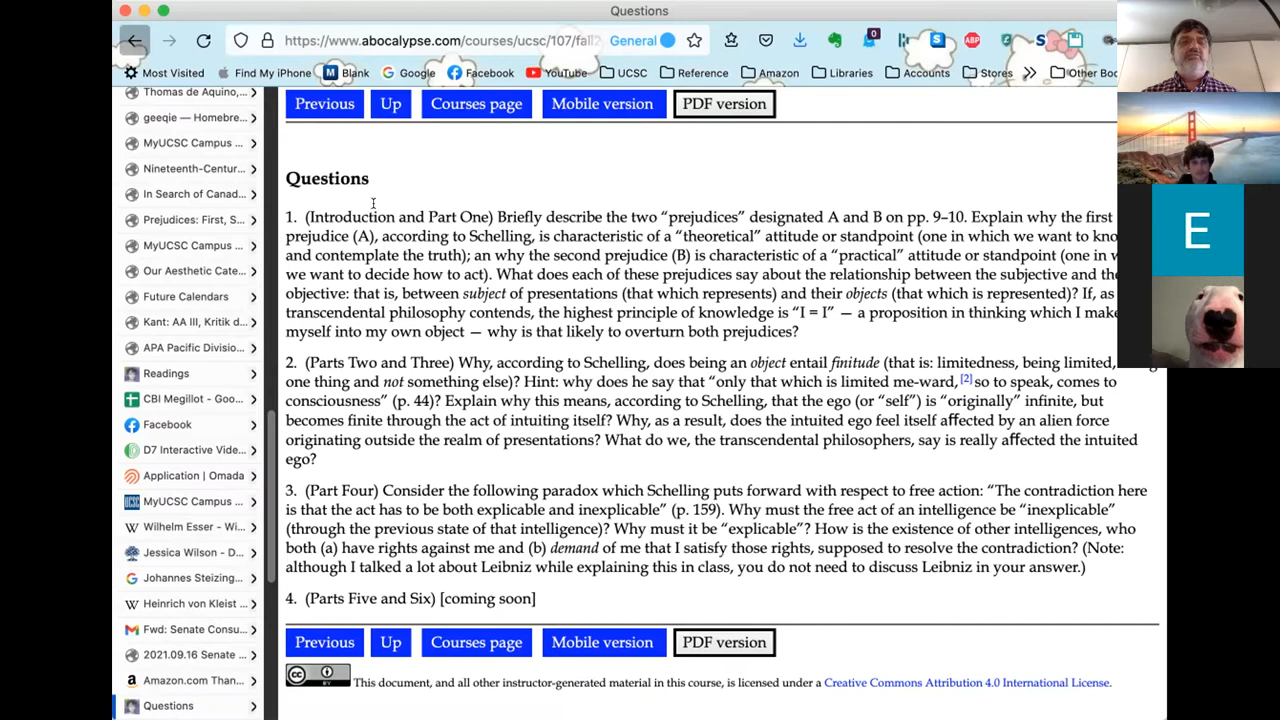 Questions
https://www.abocalypse.com/courses/ucsc/107/fall2
General
0
ABP
Most Visited
Find My iPhone
Blank
Google
Facebook
YouTube
UCSC
Reference
Amazon
Libraries
Accounts
Stores
Other Boo
Thomas de Aquino,...
geeqie — Homebre...
MyUCSC Campus ...
Nineteenth-Centur...
In Search of Canad...
Prejudices: First, S...
MyUCSC Campus ...
Our Aesthetic Cate...
Future Calendars
Kant: AA III, Kritik d...
APA Pacific Divisio...
Readings
CBI Megillot - Goo...
Facebook
D7 Interactive Vide...
Application | Omada
MyUCSC Campus ...
Wilhelm Esser - Wi...
Jessica Wilson - D...
Johannes Steizing...
Heinrich von Kleist ...
Fwd: Senate Consu...
2021.09.16 Senate ...
Amazon.com Than...
Questions
Previous
Up
Courses page
Mobile version
PDF version
Questions
1. (Introduction and Part One) Briefly describe the two “prejudices” designated A and B on pp. 9–10. Explain why the first
prejudice (A), according to Schelling, is characteristic of a “theoretical” attitude or standpoint (one in which we want to kno
and contemplate the truth); an why the second prejudice (B) is characteristic of a “practical” attitude or standpoint (one in w
we want to decide how to act). What does each of these prejudices say about the relationship between the subjective and the
objective: that is, between subject of presentations (that which represents) and their objects (that which is represented)? If, as
transcendental philosophy contends, the highest principle of knowledge is “I = I” — a proposition in thinking which I make
myself into my own object — why is that likely to overturn both prejudices?
2. (Parts Two and Three) Why, according to Schelling, does being an object entail finitude (that is: limitedness, being limited,
one thing and not something else)? Hint: why does he say that “only that which is limited me-ward,[2] so to speak, comes to
consciousness” (p. 44)? Explain why this means, according to Schelling, that the ego (or “self”) is “originally” infinite, but
becomes finite through the act of intuiting itself? Why, as a result, does the intuited ego feel itself affected by an alien force
originating outside the realm of presentations? What do we, the transcendental philosophers, say is really affected the intuited
ego?
3. (Part Four) Consider the following paradox which Schelling puts forward with respect to free action: “The contradiction here
is that the act has to be both explicable and inexplicable” (p. 159). Why must the free act of an intelligence be “inexplicable”
(through the previous state of that intelligence)? Why must it be “explicable”? How is the existence of other intelligences, who
both (a) have rights against me and (b) demand of me that I satisfy those rights, supposed to resolve the contradiction? (Note:
although I talked a lot about Leibniz while explaining this in class, you do not need to discuss Leibniz in your answer.)
4. (Parts Five and Six) [coming soon]
Previous
Up
Courses page
Mobile version
PDF version
This document, and all other instructor-generated material in this course, is licensed under a Creative Commons Attribution 4.0 International License.
E